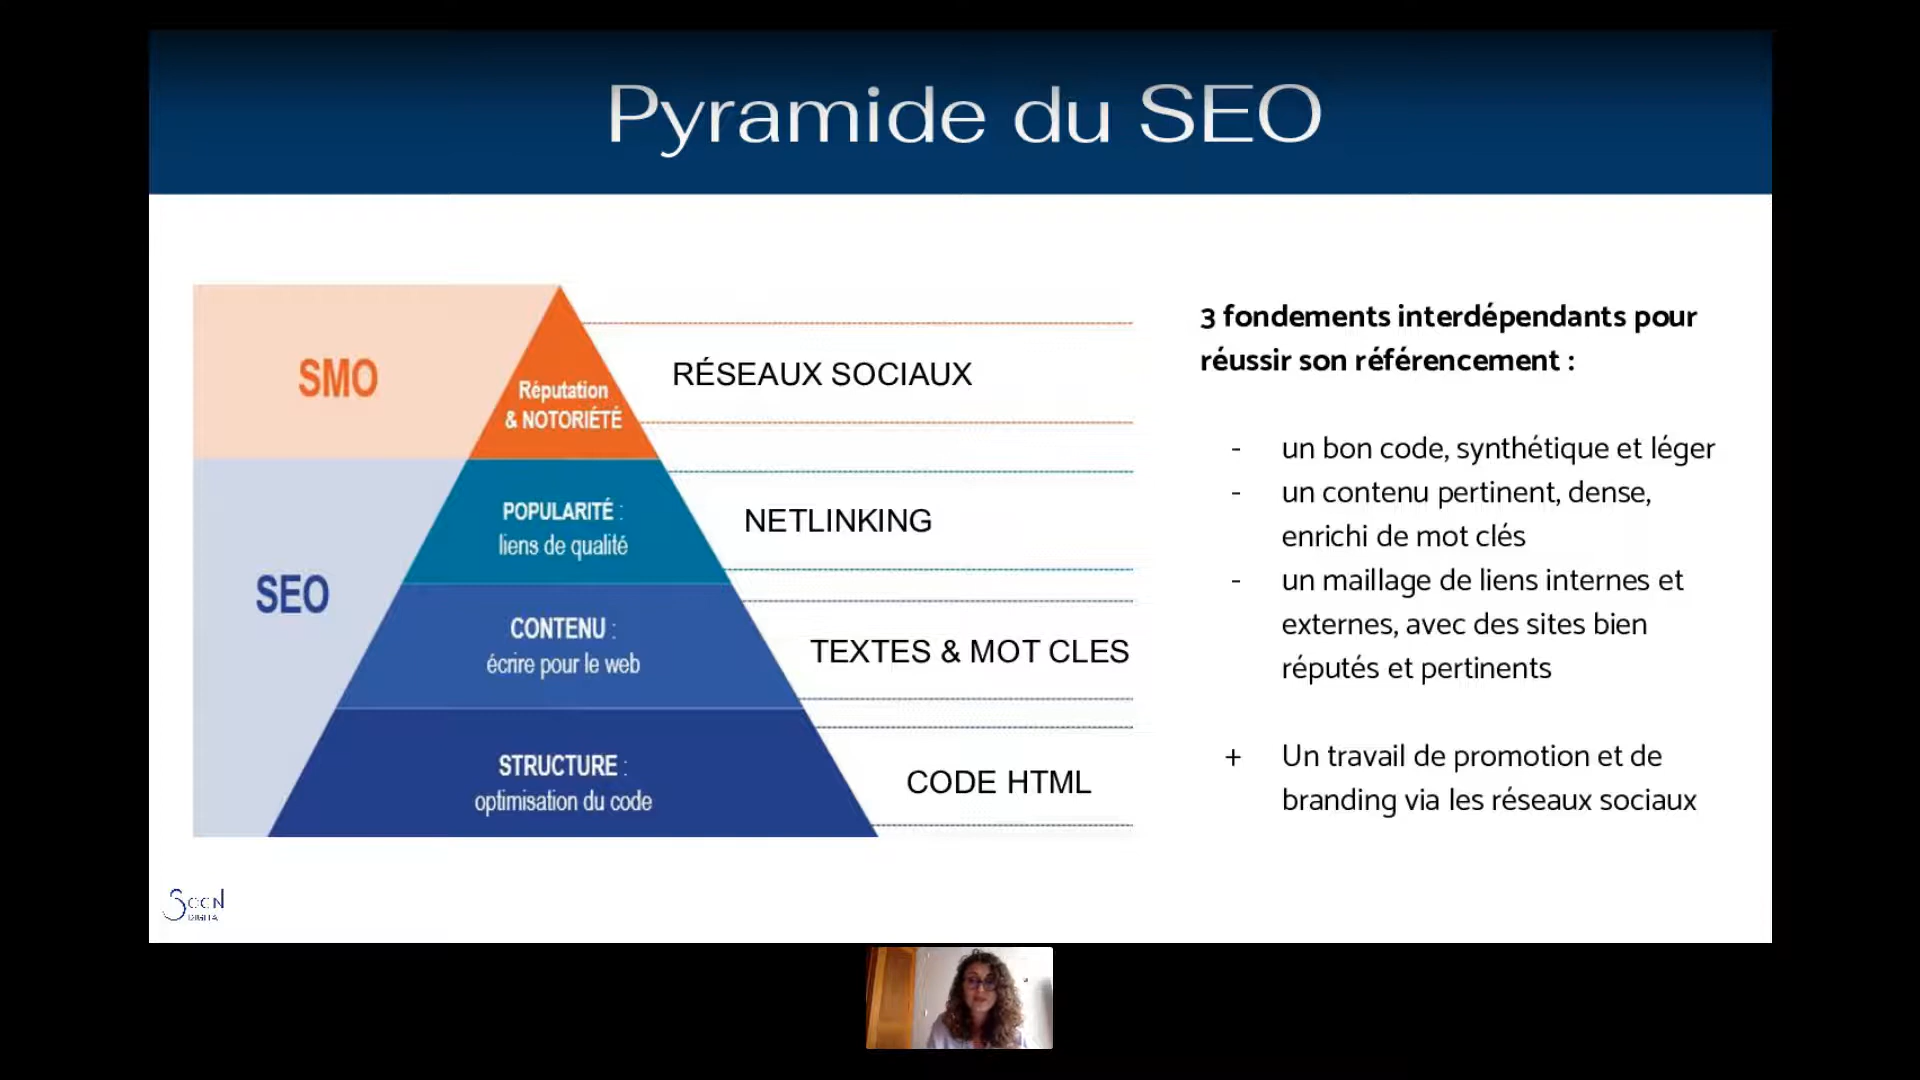 Pyramide du SEO
SMO
Réputation
& NOTORIÉTÉ
RÉSEAUX SOCIAUX
SEO
POPULARITÉ :
liens de qualité
NETLINKING
CONTENU :
écrire pour le web
TEXTES & MOT CLES
STRUCTURE :
optimisation du code
CODE HTML
3 fondements interdépendants pour
réussir son référencement :
- un bon code, synthétique et léger
- un contenu pertinent, dense,
enrichi de mot clés
- un maillage de liens internes et
externes, avec des sites bien
réputés et pertinents
+ Un travail de promotion et de
branding via les réseaux sociaux